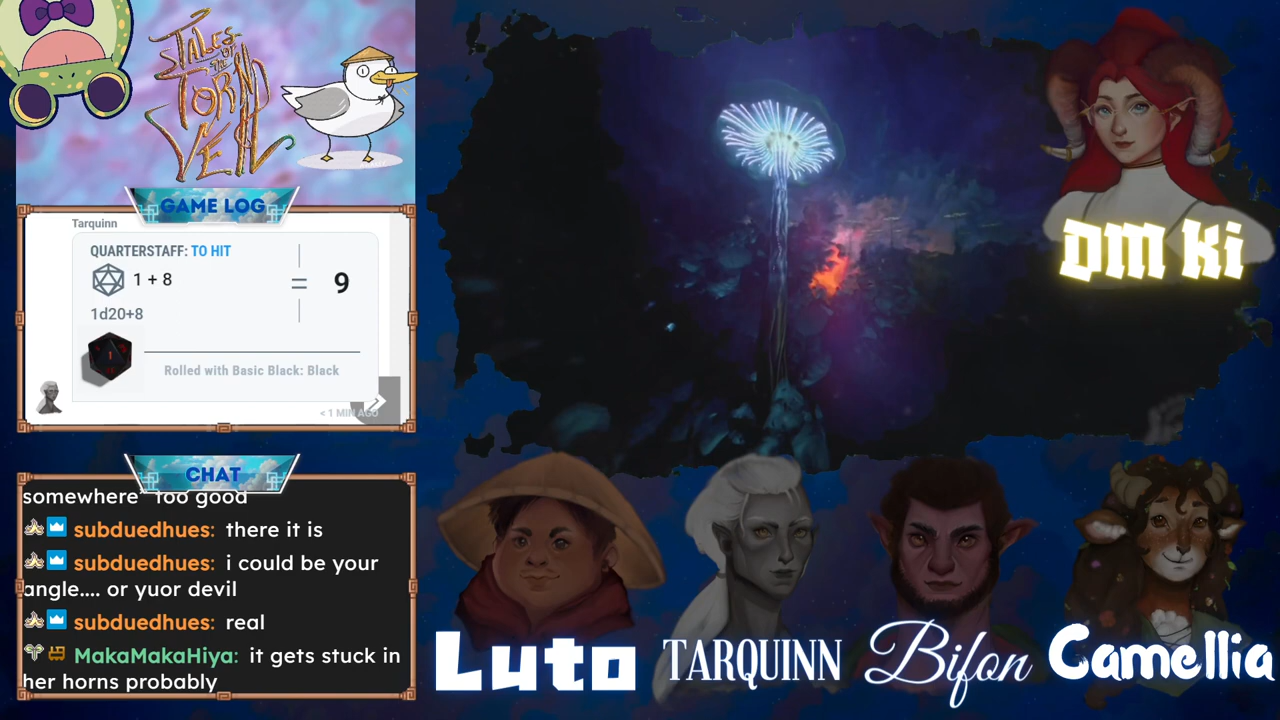 TALES
OF THE
TORN
VEIL
GAME LOG
Tarquinn
QUARTERSTAFF: TO HIT
1 + 8
=
9
1d20+8
1
Rolled with Basic Black: Black
< 1 MIN AGO
CHAT
somewhere" too good
subduedhues: there it is
subduedhues: i could be your
angle.... or yuor devil
subduedhues: real
MakaMakaHiya: it gets stuck in
her horns probably
DM Ki
Luto
TARQUINN
Bifon
Camellia